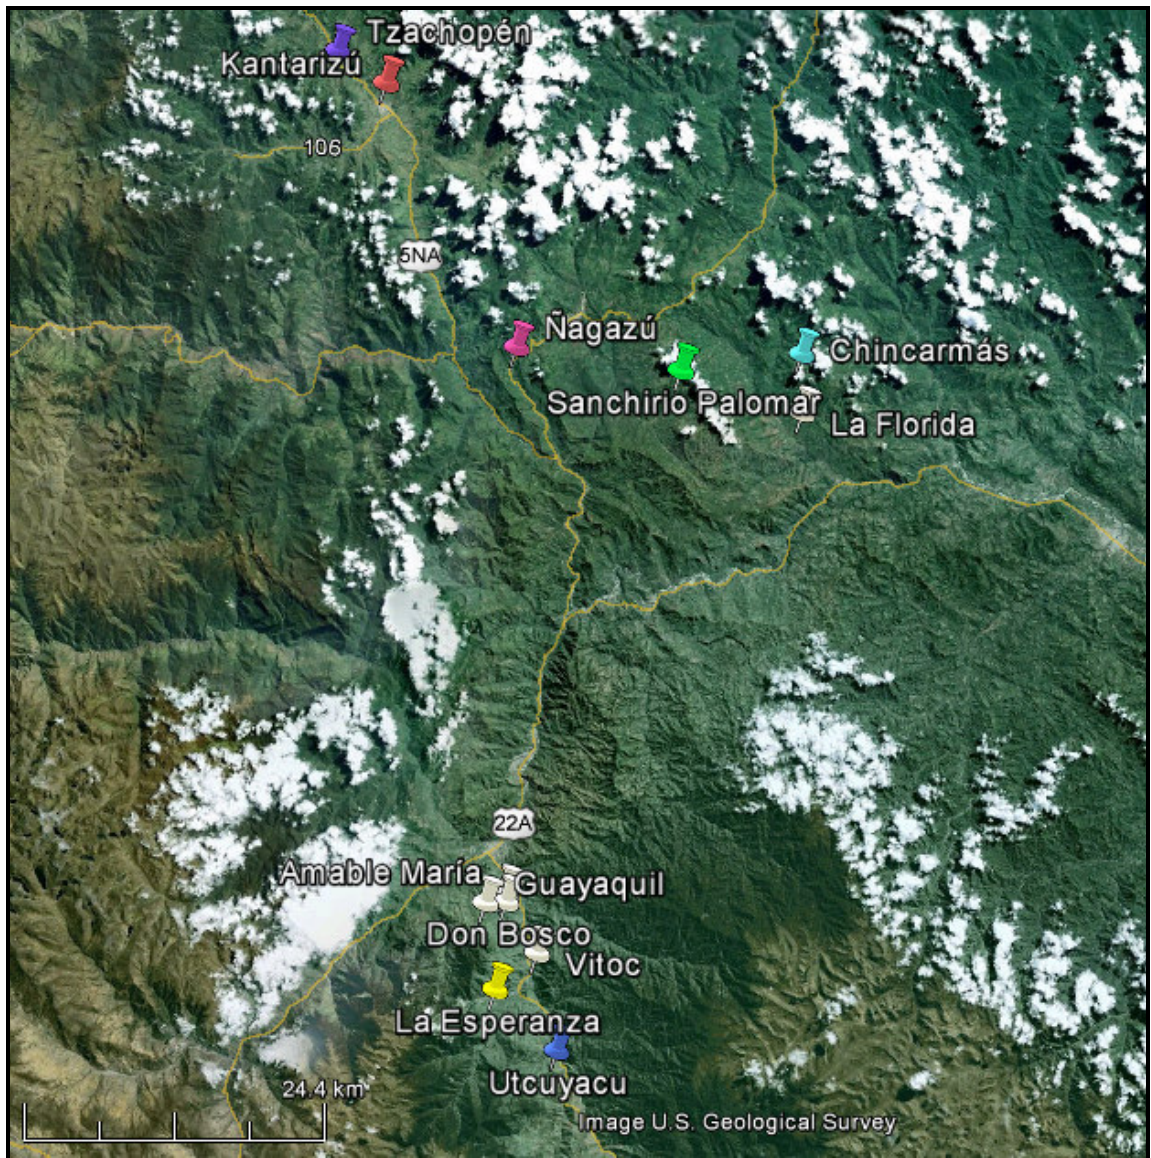 Tzachopén
Kantarizú
106
5NA
Ñagazú
Chincarmás
Sanchirio Palomar
La Florida
22A
Amable María
Guayaquil
Don Bosco
Vitoc
La Esperanza
Utcuyacu
24.4 km
Image U.S. Geological Survey